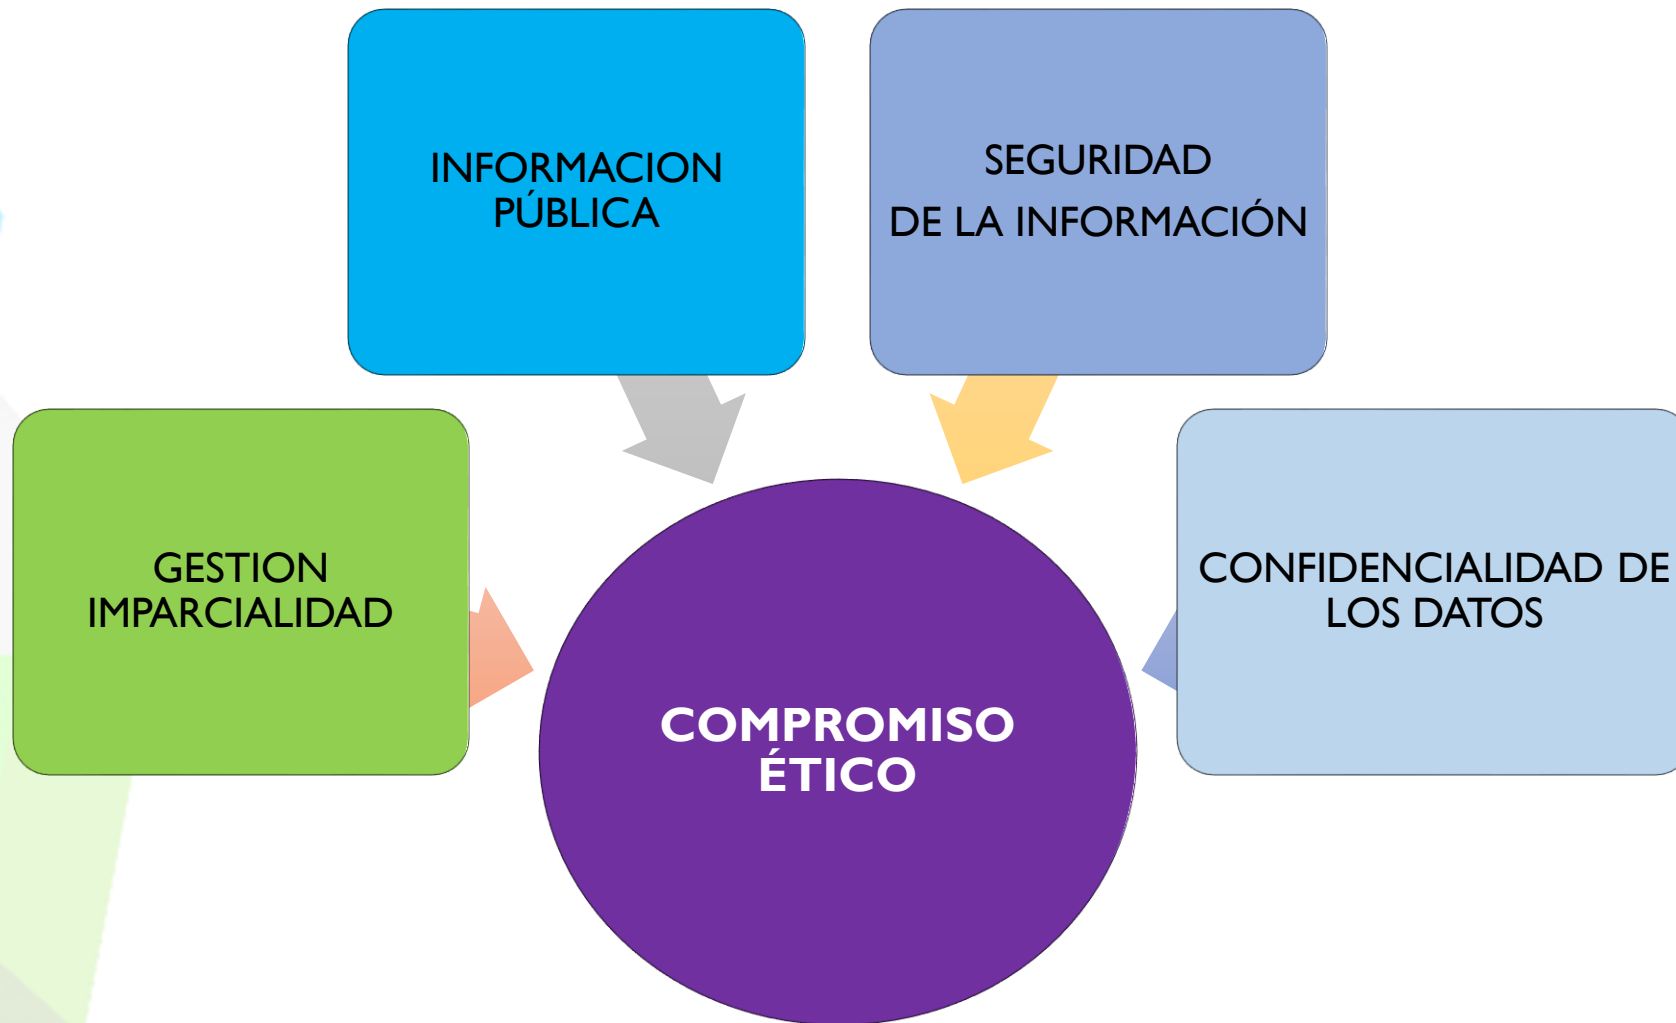 INFORMACION
PÚBLICA
SEGURIDAD
DE LA INFORMACIÓN
GESTION
IMPARCIALIDAD
CONFIDENCIALIDAD DE
LOS DATOS
COMPROMISO
ÉTICO